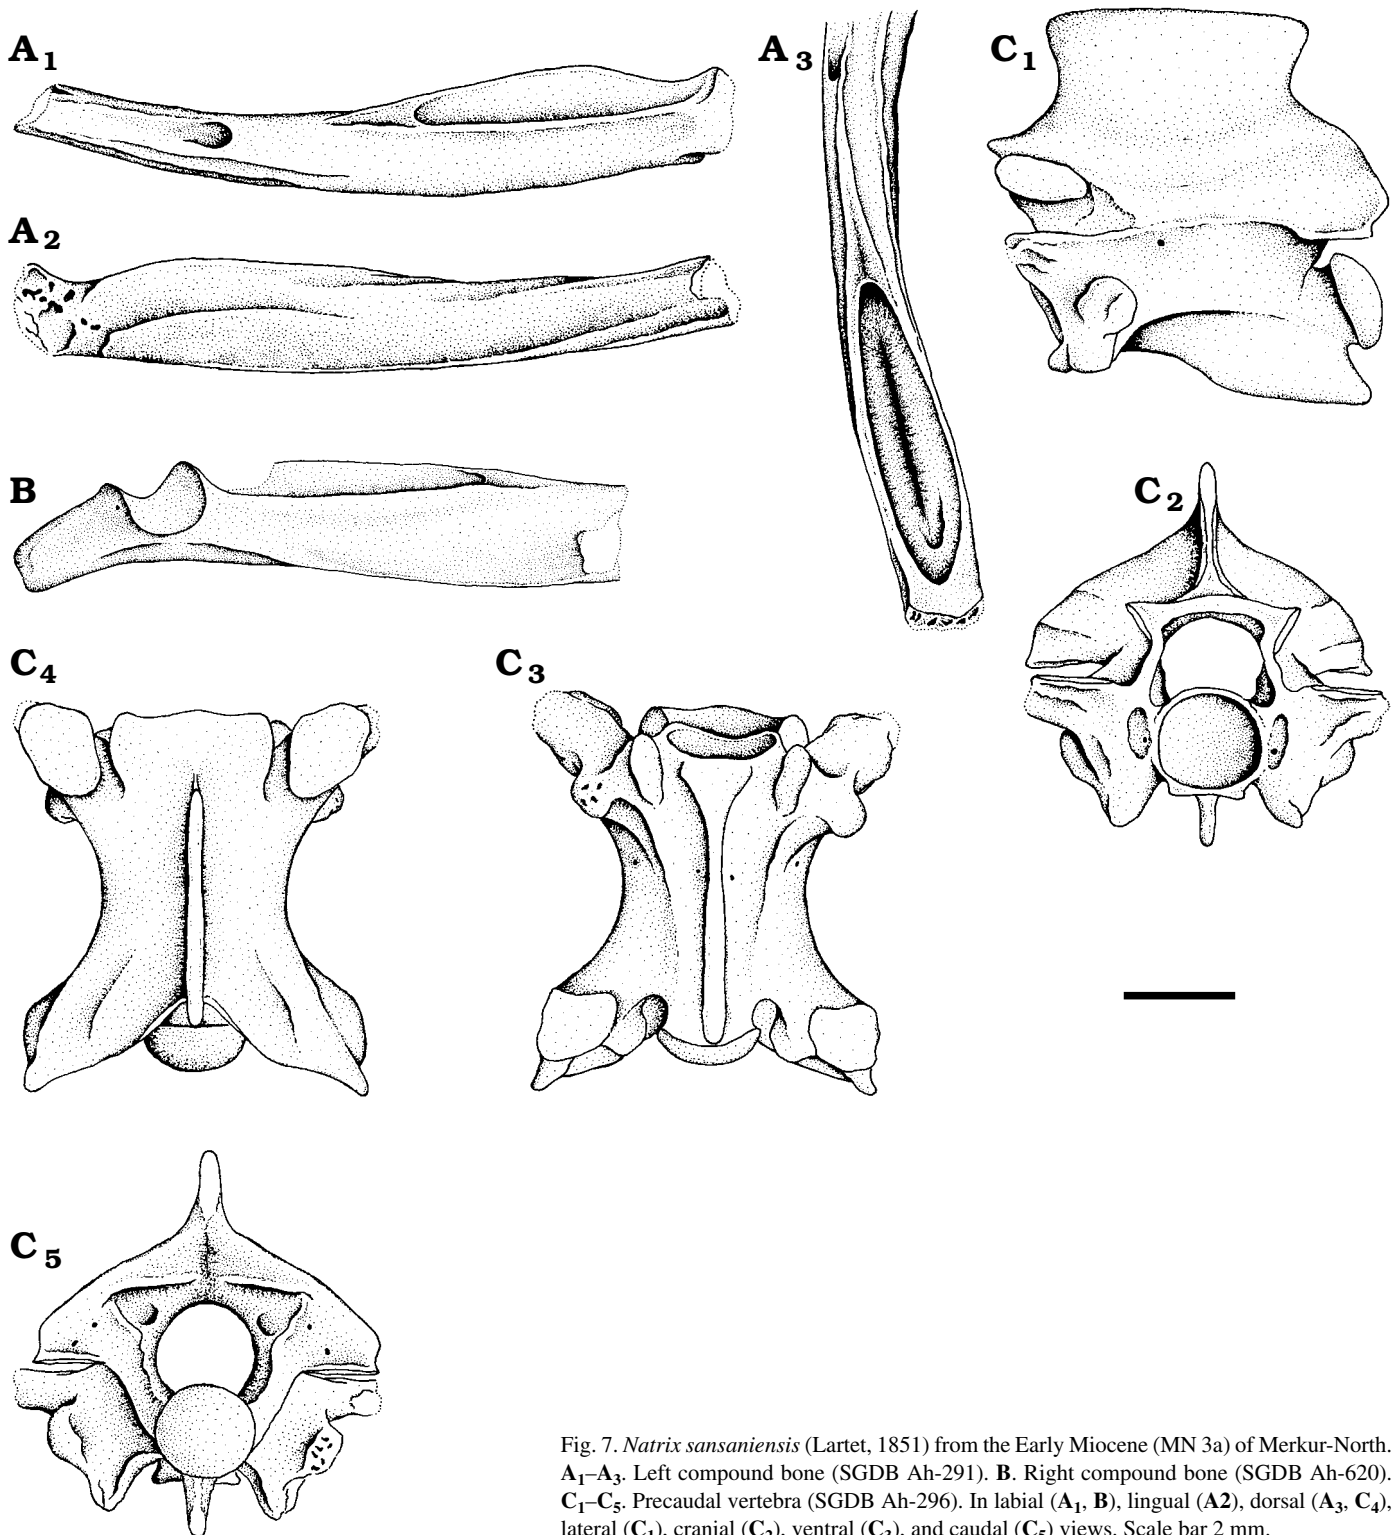 A1
A3
C1
A2
B
C2
C4
C3
C5
Fig. 7. Natrix sansaniensis (Lartet, 1851) from the Early Miocene (MN 3a) of Merkur-North.
A1–A3. Left compound bone (SGDB Ah-291). B. Right compound bone (SGDB Ah-620).
C1–C5. Precaudal vertebra (SGDB Ah-296). In labial (A1, B), lingual (A2), dorsal (A3, C4),
lateral (C1), cranial (C2), ventral (C3), and caudal (C5) views. Scale bar 2 mm.